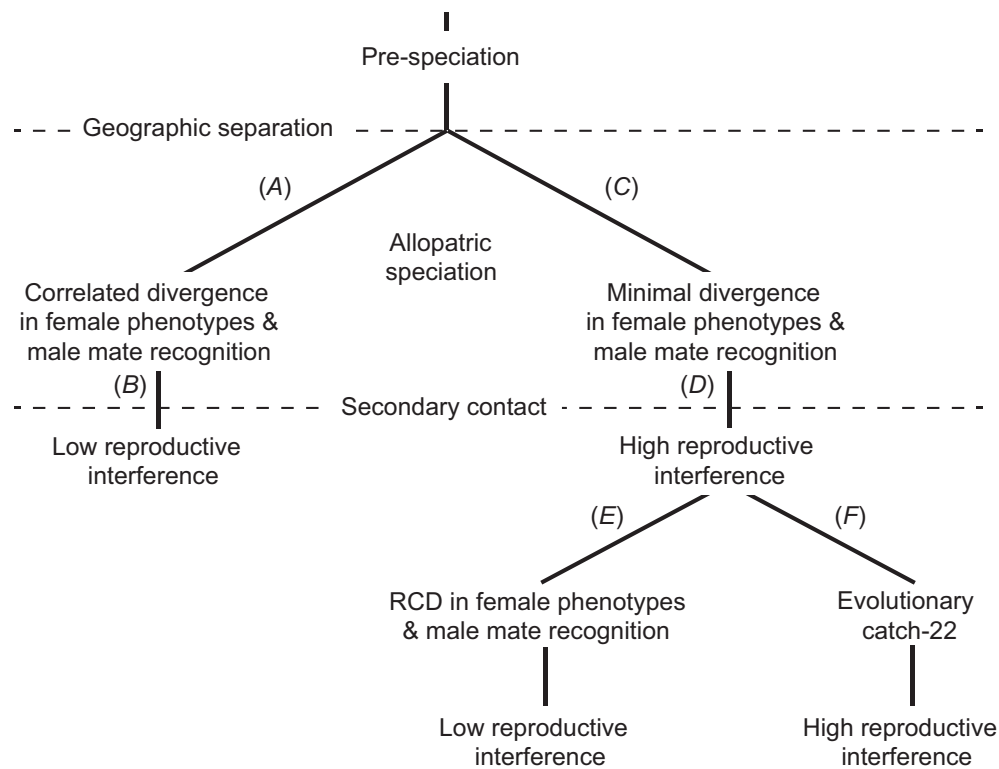 Pre-speciation
Geographic separation
(A)
(C)
Allopatric
speciation
Correlated divergence
in female phenotypes &
male mate recognition
Minimal divergence
in female phenotypes &
male mate recognition
(B)
(D)
Secondary contact
Low reproductive
interference
High reproductive
interference
(E)
(F)
RCD in female phenotypes
& male mate recognition
Evolutionary
catch-22
Low reproductive
interference
High reproductive
interference